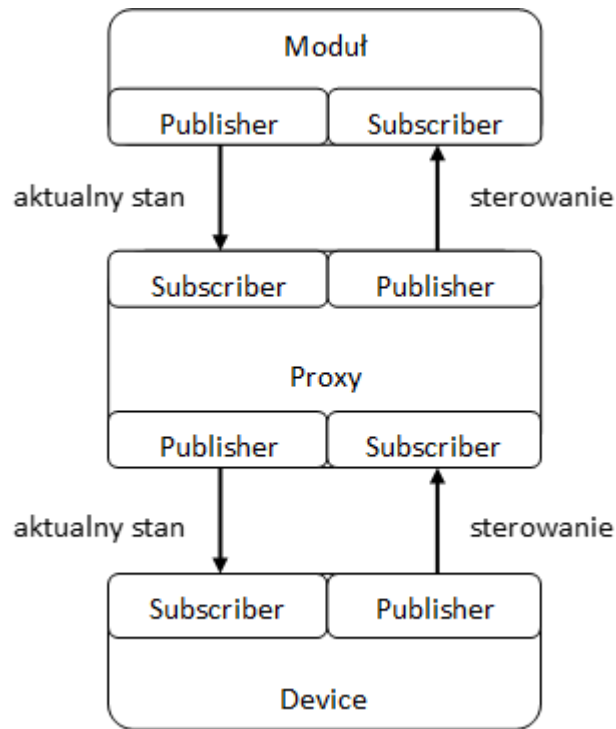 Moduł
Publisher Subscriber
aktualny stan sterowanie
Subscriber Publisher
Proxy
Publisher Subscriber
aktualny stan sterowanie
Subscriber Publisher
Device